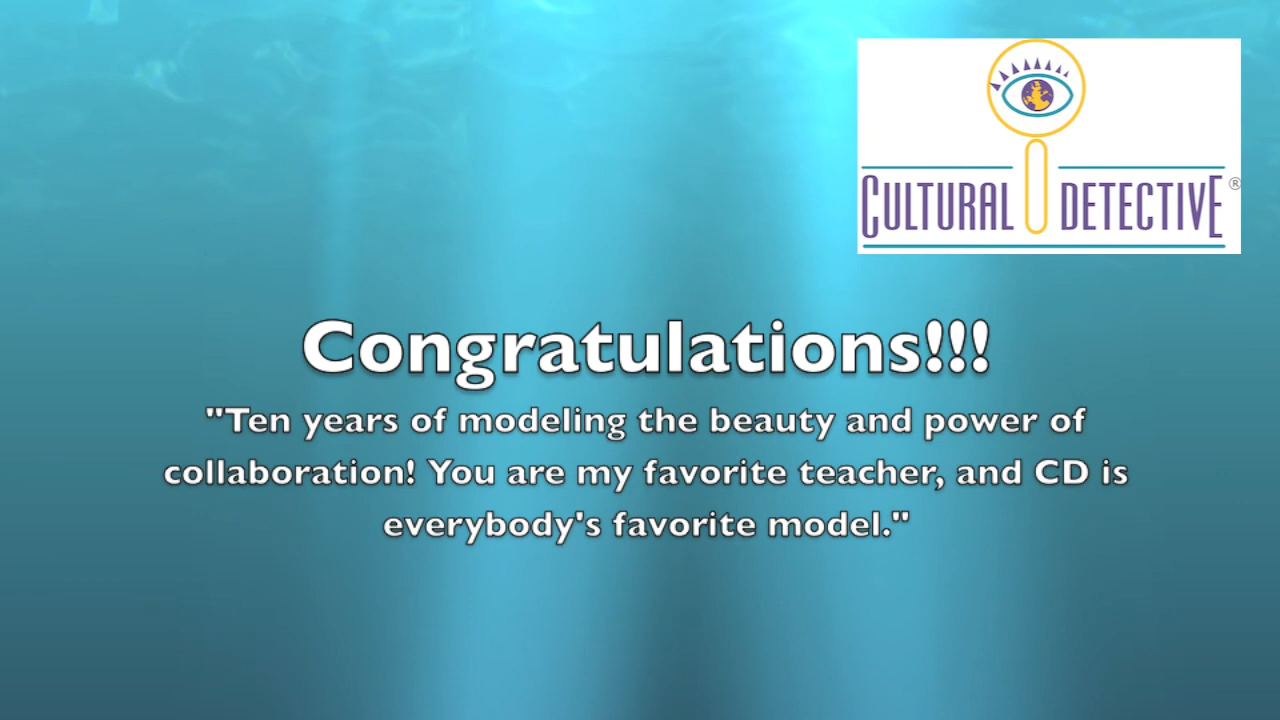 CULTURAL DETECTIVE®
Congratulations!!!
"Ten years of modeling the beauty and power of
collaboration! You are my favorite teacher, and CD is
everybody's favorite model."